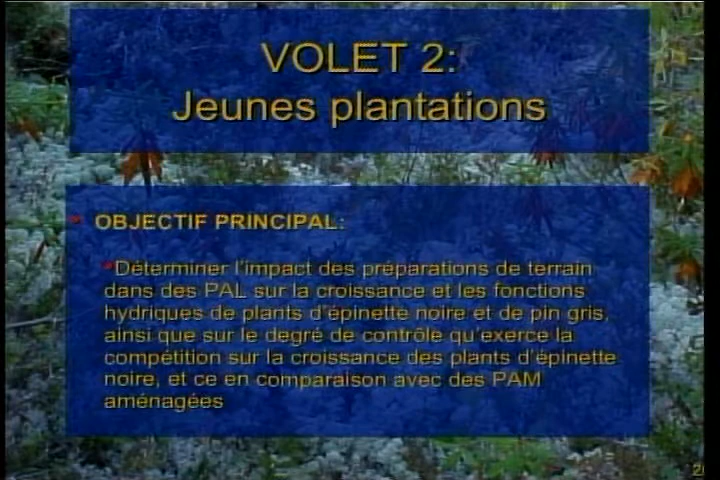 VOLET 2:
Jeunes plantations
OBJECTIF PRINCIPAL:
Déterminer l'impact des préparations de terrain
dans des PAL sur la croissance et les fonctions
hydriques de plants d'épinette noire et de pin gris,
ainsi que sur le degré de contrôle qu'exerce la
compétition sur la croissance des plants d'épinette
noire, et ce en comparaison avec des PAM
aménagées